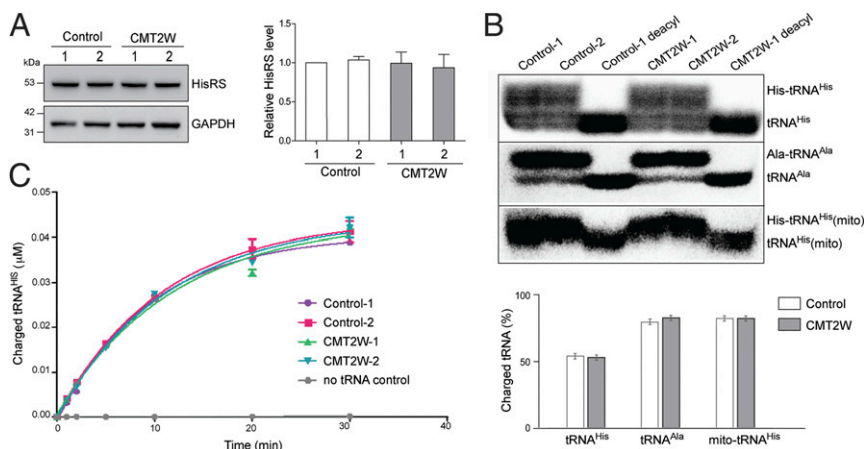 A
Control CMT2W
1 2 1 2
kDa
53
HisRS
42
31
GAPDH
Relative HisRS level
1.5
1.0
0.5
0.0
1 2 1 2
Control CMT2W
B
Control-1
Control-2
Control-1 deacyl
CMT2W-1
CMT2W-2
CMT2W-1 deacyl
His-tRNAHis
tRNAHis
Ala-tRNAAla
tRNAAla
His-tRNAHis(mito)
tRNAHis(mito)
Charged tRNA (%)
100
50
0
tRNAHis tRNAAla mito-tRNAHis
Control
CMT2W
C
Charged tRNAHIS (µM)
0.05
0.04
0.03
0.02
0.01
0.00
0 10 20 30 40
Time (min)
Control-1
Control-2
CMT2W-1
CMT2W-2
no tRNA control